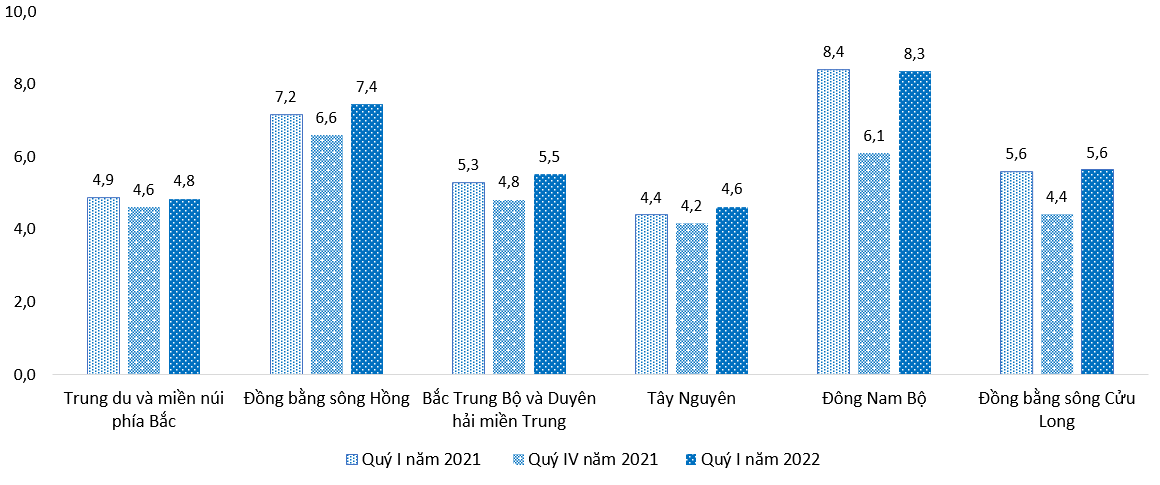 10,0
8,0
6,0
4,0
2,0
0,0
4,9
4,6
4,8
7,2
6,6
7,4
5,3
4,8
5,5
4,4
4,2
4,6
8,4
6,1
8,3
5,6
4,4
5,6
Trung du và miền núi
phía Bắc
Đồng bằng sông Hồng
Bắc Trung Bộ và Duyên
hải miền Trung
Tây Nguyên
Đông Nam Bộ
Đồng bằng sông Cửu
Long
Quý I năm 2021
Quý IV năm 2021
Quý I năm 2022